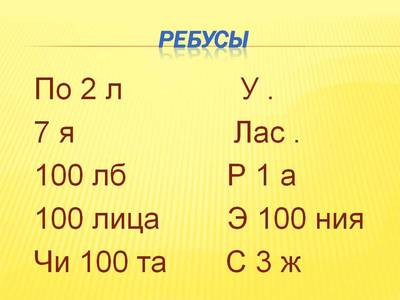 РЕБУСЫ
По 2 л У .
7 я Лас .
100 лб Р 1 а
100 лица Э 100 ния
Чи 100 та С 3 ж